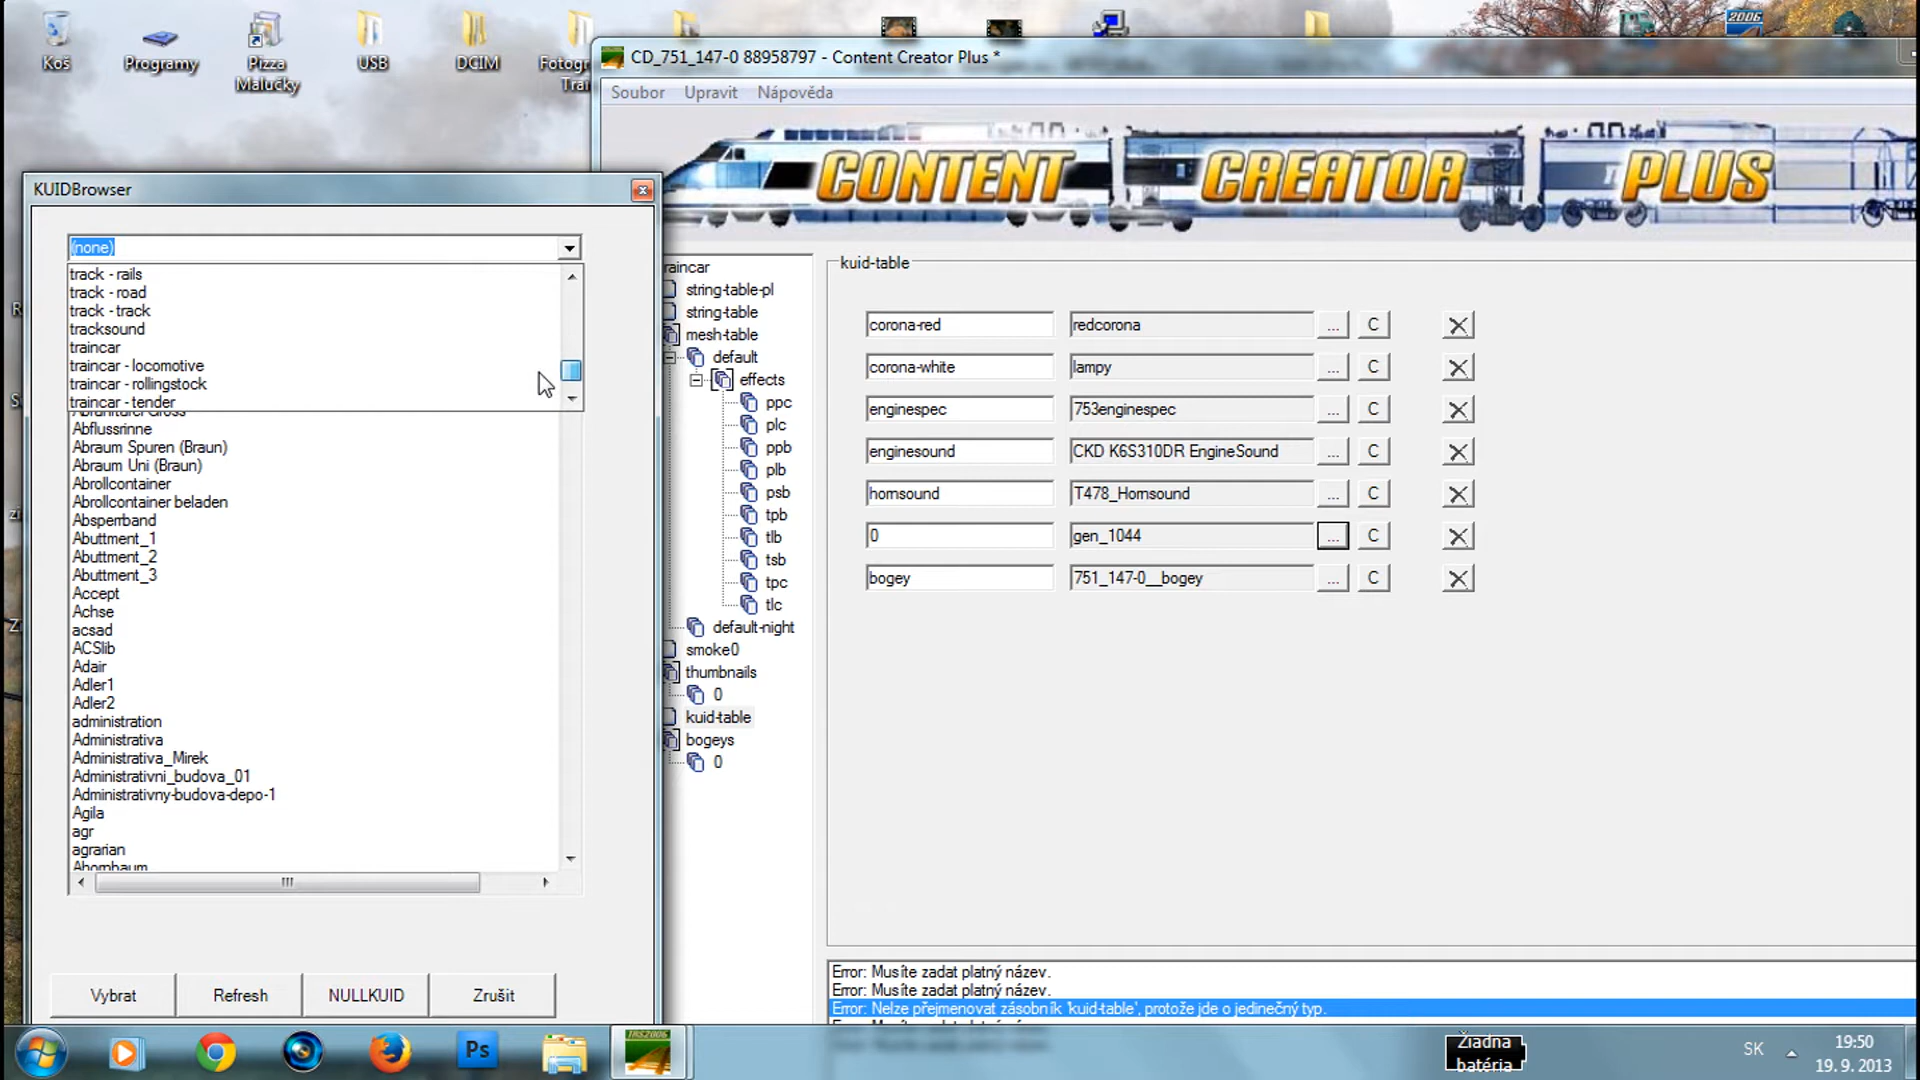 Koš
Programy
Pizza
Malučky
USB
DCIM
2006
CD_751_147-0 88958797 - Content Creator Plus *
Soubor
Upravit
Nápověda
CONTENT
CREATOR
PLUS
KUIDBrowser
(none)
track - rails
track - road
track - track
tracksound
traincar
traincar - locomotive
traincar - rollingstock
traincar - tender
Abflussrinne
Abraum Spuren (Braun)
Abraum Uni (Braun)
Abrollcontainer
Abrollcontainer beladen
Absperrband
Abuttment_1
Abuttment_2
Abuttment_3
Accept
Achse
acsad
ACSlib
Adair
Adler1
Adler2
administration
Administrativa
Administrativa_Mirek
Administrativni_budova_01
Administrativny-budova-depo-1
Agila
agr
agrarian
Ahornbaum
Vybrat
Refresh
NULLKUID
Zrušit
raincar
string-table-pl
string-table
mesh-table
default
effects
ppc
plc
ppb
plb
psb
tpb
tlb
tsb
tpc
tlc
default-night
smoke0
thumbnails
0
kuid-table
bogeys
0
kuid-table
corona-red
redcorona
... C
corona-white
lampy
... C
enginespec
753enginespec
... C
enginesound
CKD K6S310DR EngineSound
... C
hornsound
T478_Hornsound
... C
0
gen_1044
... C
bogey
751_147-0__bogey
... C
Error: Musíte zadat platný název.
Error: Musíte zadat platný název.
Error: Nelze přejmenovat zásobník 'kuid-table', protože jde o jedinečný typ.
Ps
TRS2006
Žiadna
batéria
SK
19:50
19. 9. 2013